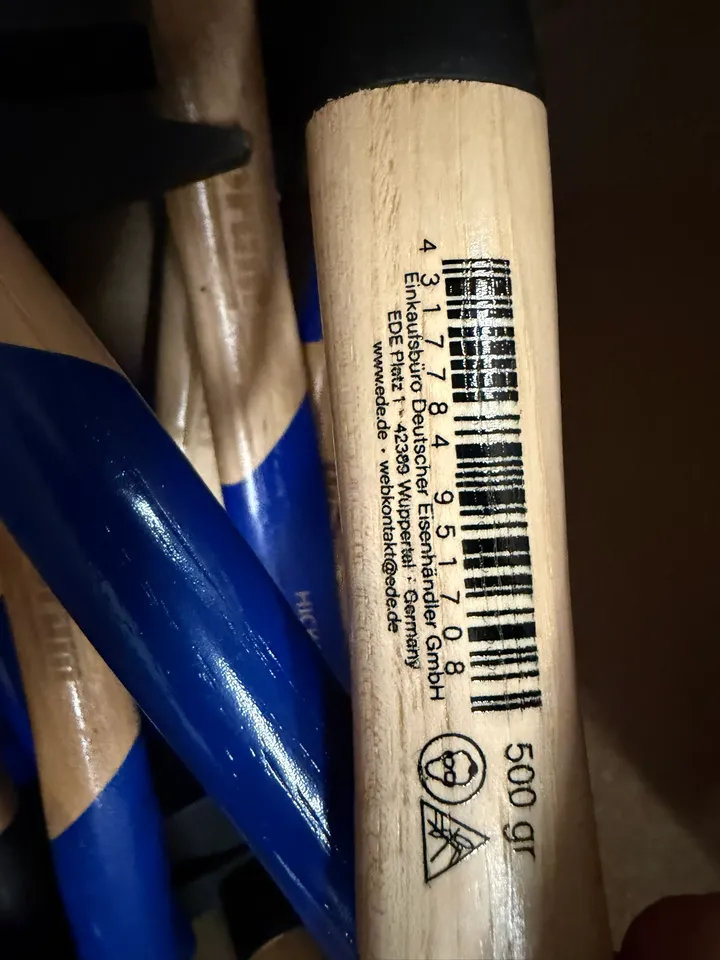 4 317784 951708
Einkaufsbüro Deutscher Eisenhändler GmbH
EDE Platz 1 · 42389 Wuppertal · Germany
www.ede.de · webkontakt@ede.de
500 gr
HICK